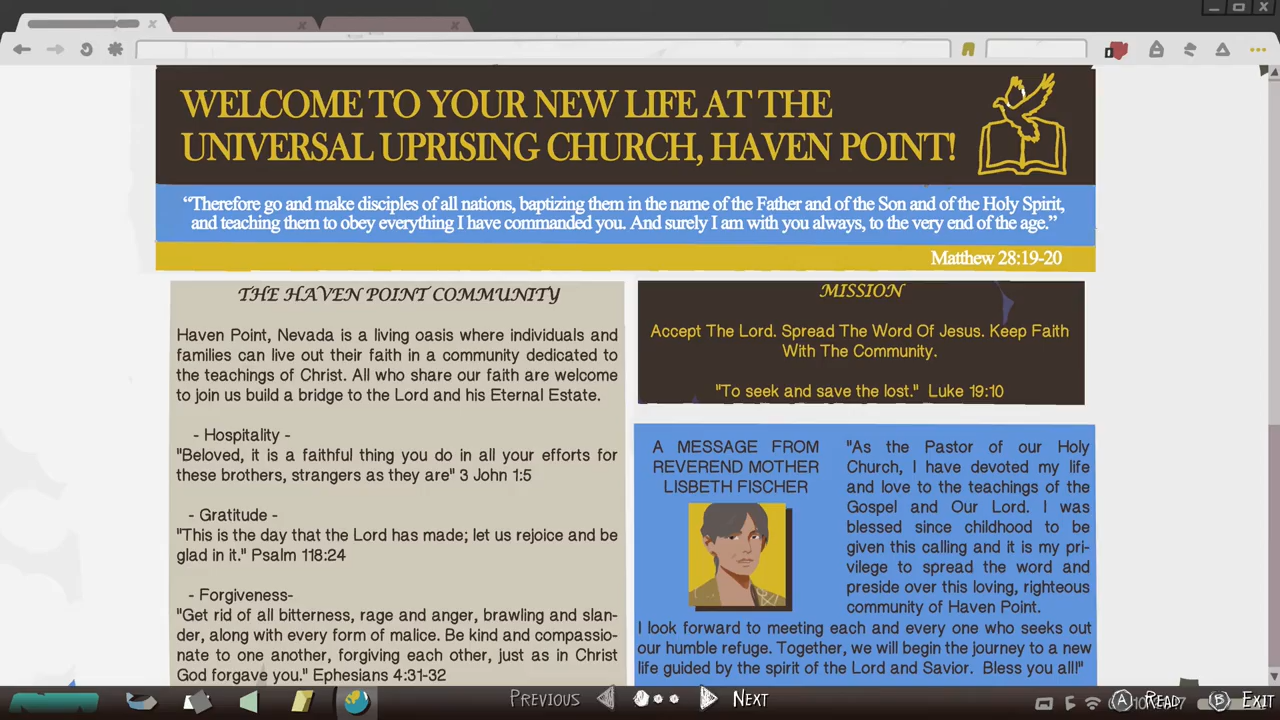 WELCOME TO YOUR NEW LIFE AT THE
UNIVERSAL UPRISING CHURCH, HAVEN POINT!
“Therefore go and make disciples of all nations, baptizing them in the name of the Father and of the Son and of the Holy Spirit,
and teaching them to obey everything I have commanded you. And surely I am with you always, to the very end of the age.”
Matthew 28:19-20
THE HAVEN POINT COMMUNITY
Haven Point, Nevada is a living oasis where individuals and
families can live out their faith in a community dedicated to
the teachings of Christ. All who share our faith are welcome
to join us build a bridge to the Lord and his Eternal Estate.
- Hospitality -
"Beloved, it is a faithful thing you do in all your efforts for
these brothers, strangers as they are" 3 John 1:5
- Gratitude -
"This is the day that the Lord has made; let us rejoice and be
glad in it." Psalm 118:24
- Forgiveness-
"Get rid of all bitterness, rage and anger, brawling and slan-
der, along with every form of malice. Be kind and compassio-
nate to one another, forgiving each other, just as in Christ
God forgave you." Ephesians 4:31-32
MISSION
Accept The Lord. Spread The Word Of Jesus. Keep Faith
With The Community.
"To seek and save the lost." Luke 19:10
A MESSAGE FROM
REVEREND MOTHER
LISBETH FISCHER
"As the Pastor of our Holy
Church, I have devoted my life
and love to the teachings of the
Gospel and Our Lord. I was
blessed since childhood to be
given this calling and it is my pri-
vilege to spread the word and
preside over this loving, righteous
community of Haven Point.
I look forward to meeting each and every one who seeks out
our humble refuge. Together, we will begin the journey to a new
life guided by the spirit of the Lord and Savior. Bless you all!"
PREVIOUS
NEXT
A READ
B EXIT